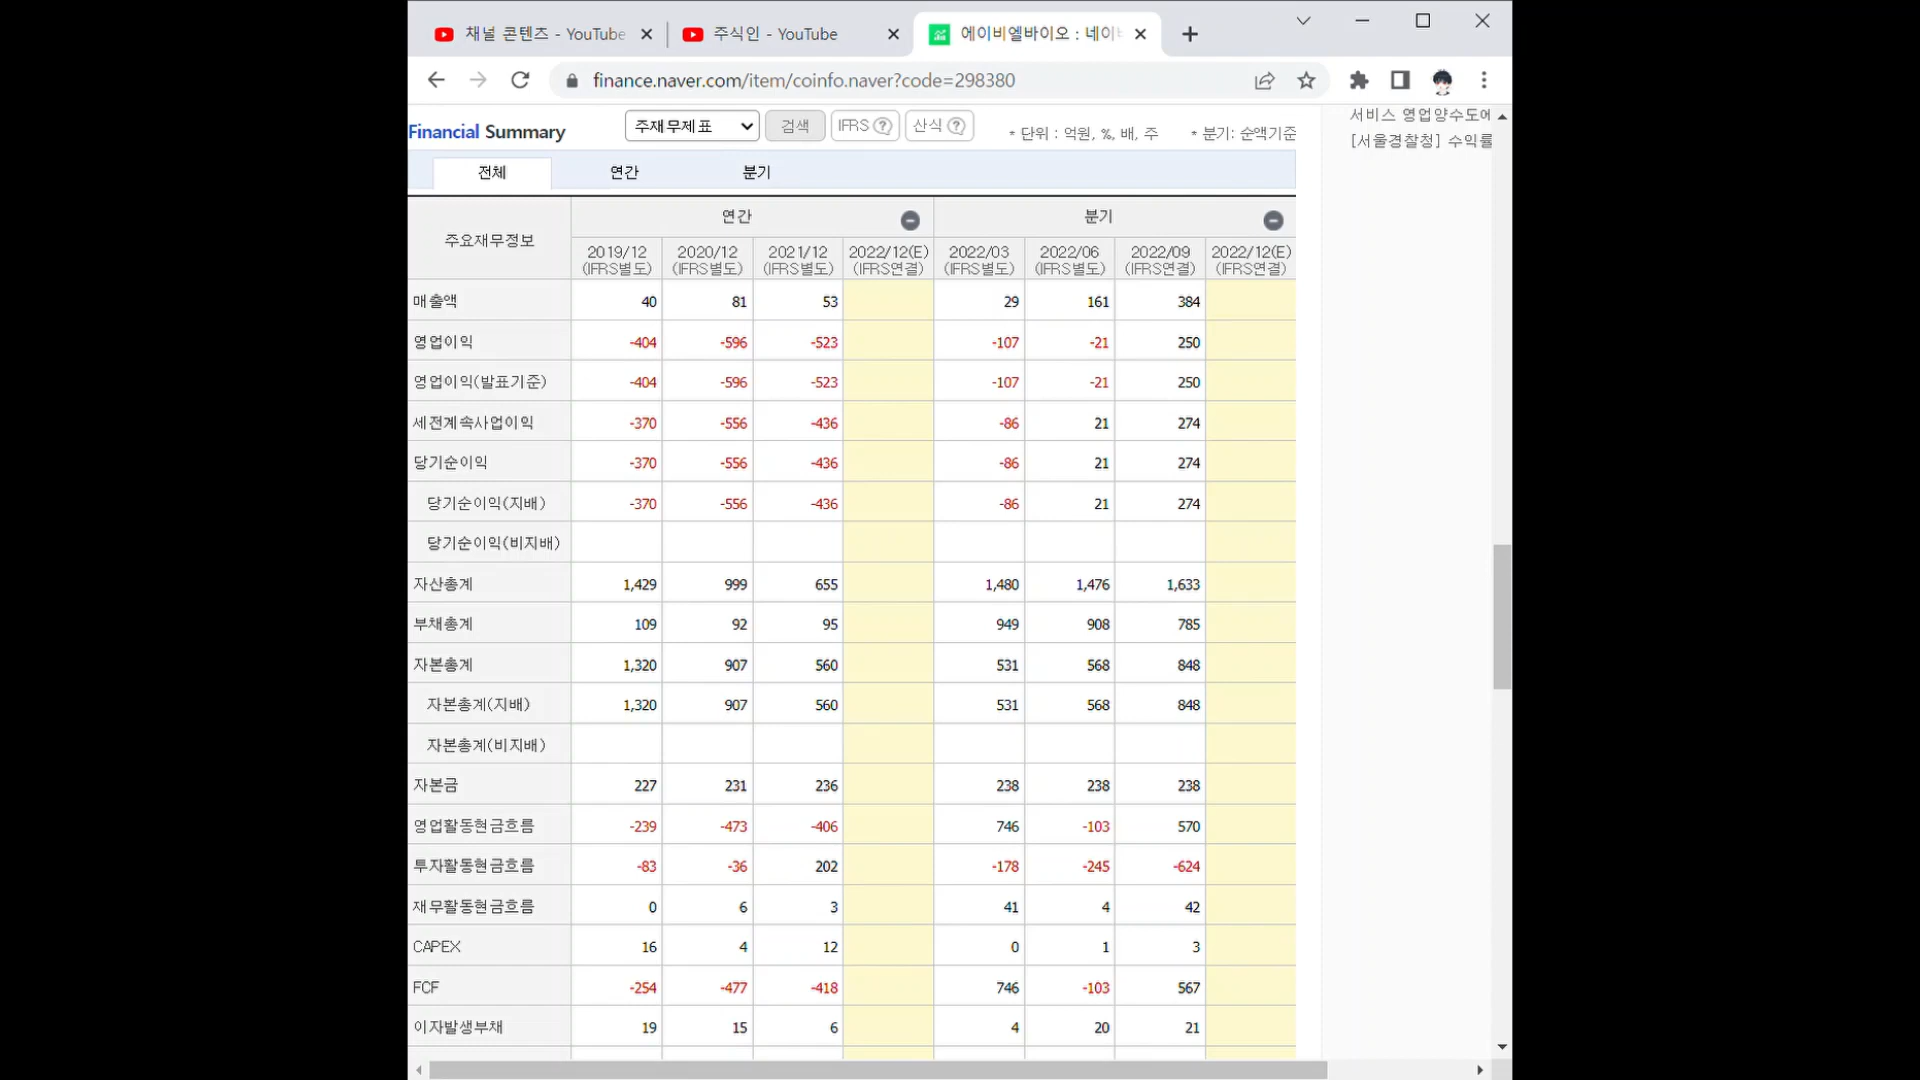 채널 콘텐츠 - YouTube
주식인 - YouTube
에이비엘바이오 : 네이
finance.naver.com/item/coinfo.naver?code=298380
Financial Summary
주재무제표
검색
IFRS ?
산식 ?
* 단위 : 억원, %, 배, 주
* 분기: 순액기준
서비스 영업양수도에
[서울경찰청] 수익률
전체 연간 분기
주요재무정보 연간 분기
2019/12 (IFRS별도) 2020/12 (IFRS별도) 2021/12 (IFRS별도) 2022/12(E) (IFRS연결) 2022/03 (IFRS별도) 2022/06 (IFRS별도) 2022/09 (IFRS연결) 2022/12(E) (IFRS연결)
매출액 40 81 53 29 161 384
영업이익 -404 -596 -523 -107 -21 250
영업이익(발표기준) -404 -596 -523 -107 -21 250
세전계속사업이익 -370 -556 -436 -86 21 274
당기순이익 -370 -556 -436 -86 21 274
당기순이익(지배) -370 -556 -436 -86 21 274
당기순이익(비지배)
자산총계 1,429 999 655 1,480 1,476 1,633
부채총계 109 92 95 949 908 785
자본총계 1,320 907 560 531 568 848
자본총계(지배) 1,320 907 560 531 568 848
자본총계(비지배)
자본금 227 231 236 238 238 238
영업활동현금흐름 -239 -473 -406 746 -103 570
투자활동현금흐름 -83 -36 202 -178 -245 -624
재무활동현금흐름 0 6 3 41 4 42
CAPEX 16 4 12 0 1 3
FCF -254 -477 -418 746 -103 567
이자발생부채 19 15 6 4 20 21